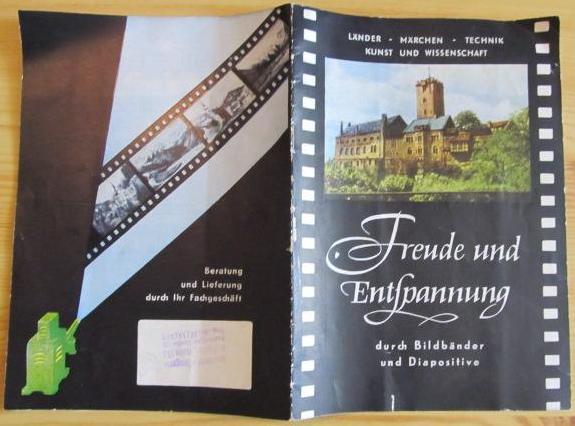 Beratung
und Lieferung
durch Ihr Fachgeschäft
LÄNDER - MÄRCHEN - TECHNIK
KUNST UND WISSENSCHAFT
Freude und
Entſpannung
durch Bildbänder
und Diapositive